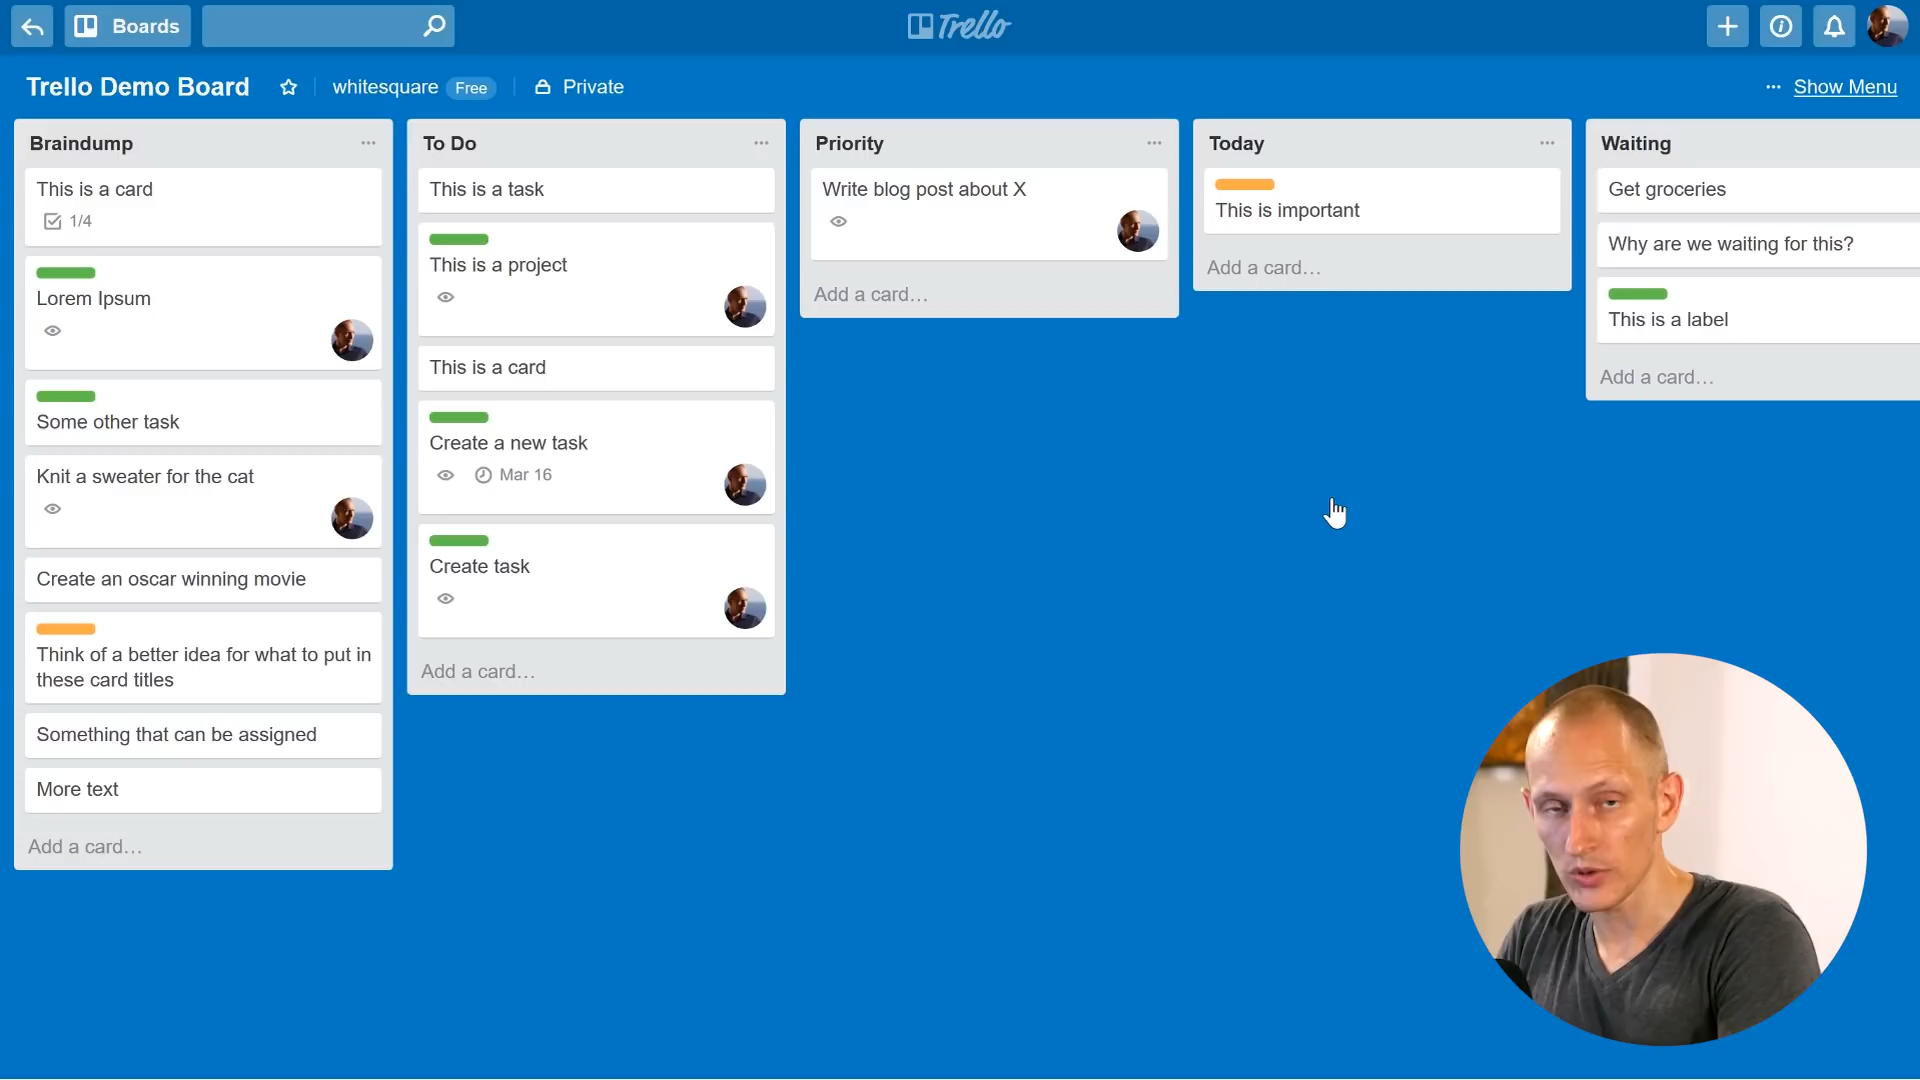 Boards
Trello
Trello Demo Board
whitesquare
Free
Private
··· Show Menu
Braindump
This is a card
1/4
Lorem Ipsum
Some other task
Knit a sweater for the cat
Create an oscar winning movie
Think of a better idea for what to put in
these card titles
Something that can be assigned
More text
Add a card…
To Do
This is a task
This is a project
This is a card
Create a new task
Mar 16
Create task
Add a card…
Priority
Write blog post about X
Add a card…
Today
This is important
Add a card…
Waiting
Get groceries
Why are we waiting for this?
This is a label
Add a card…